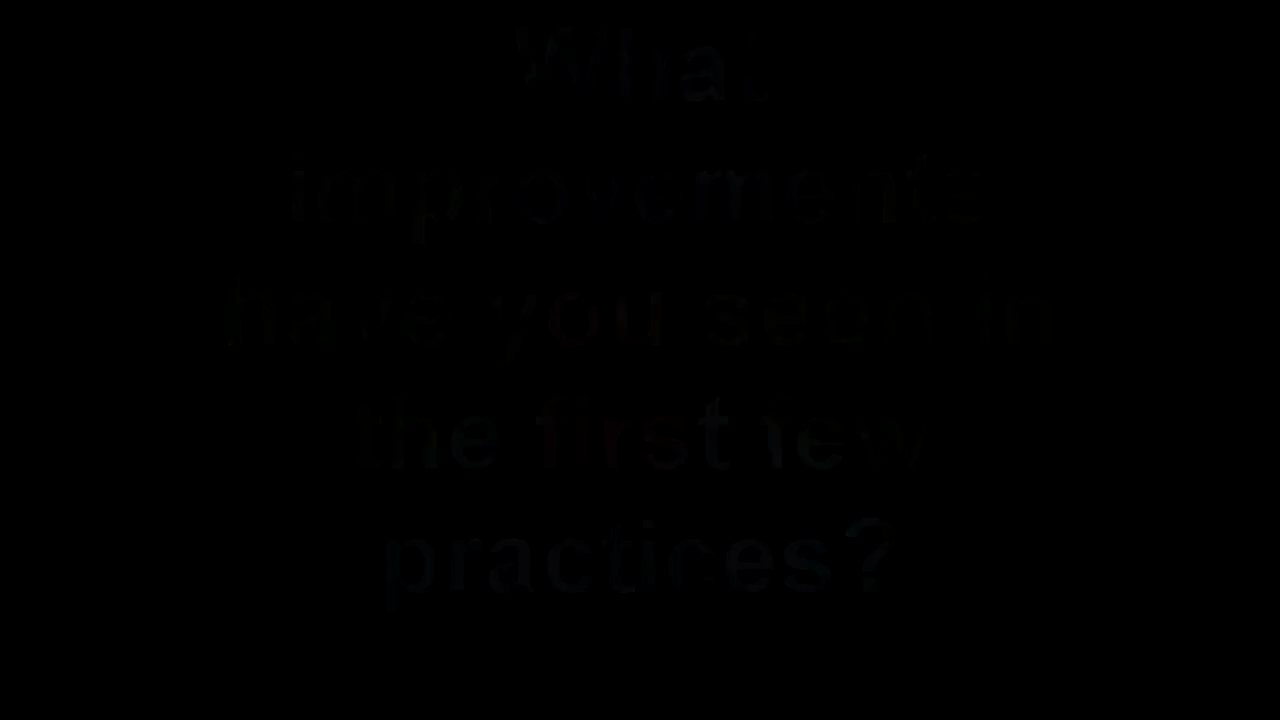 What
improvements
have you seen in
the first few
practices?